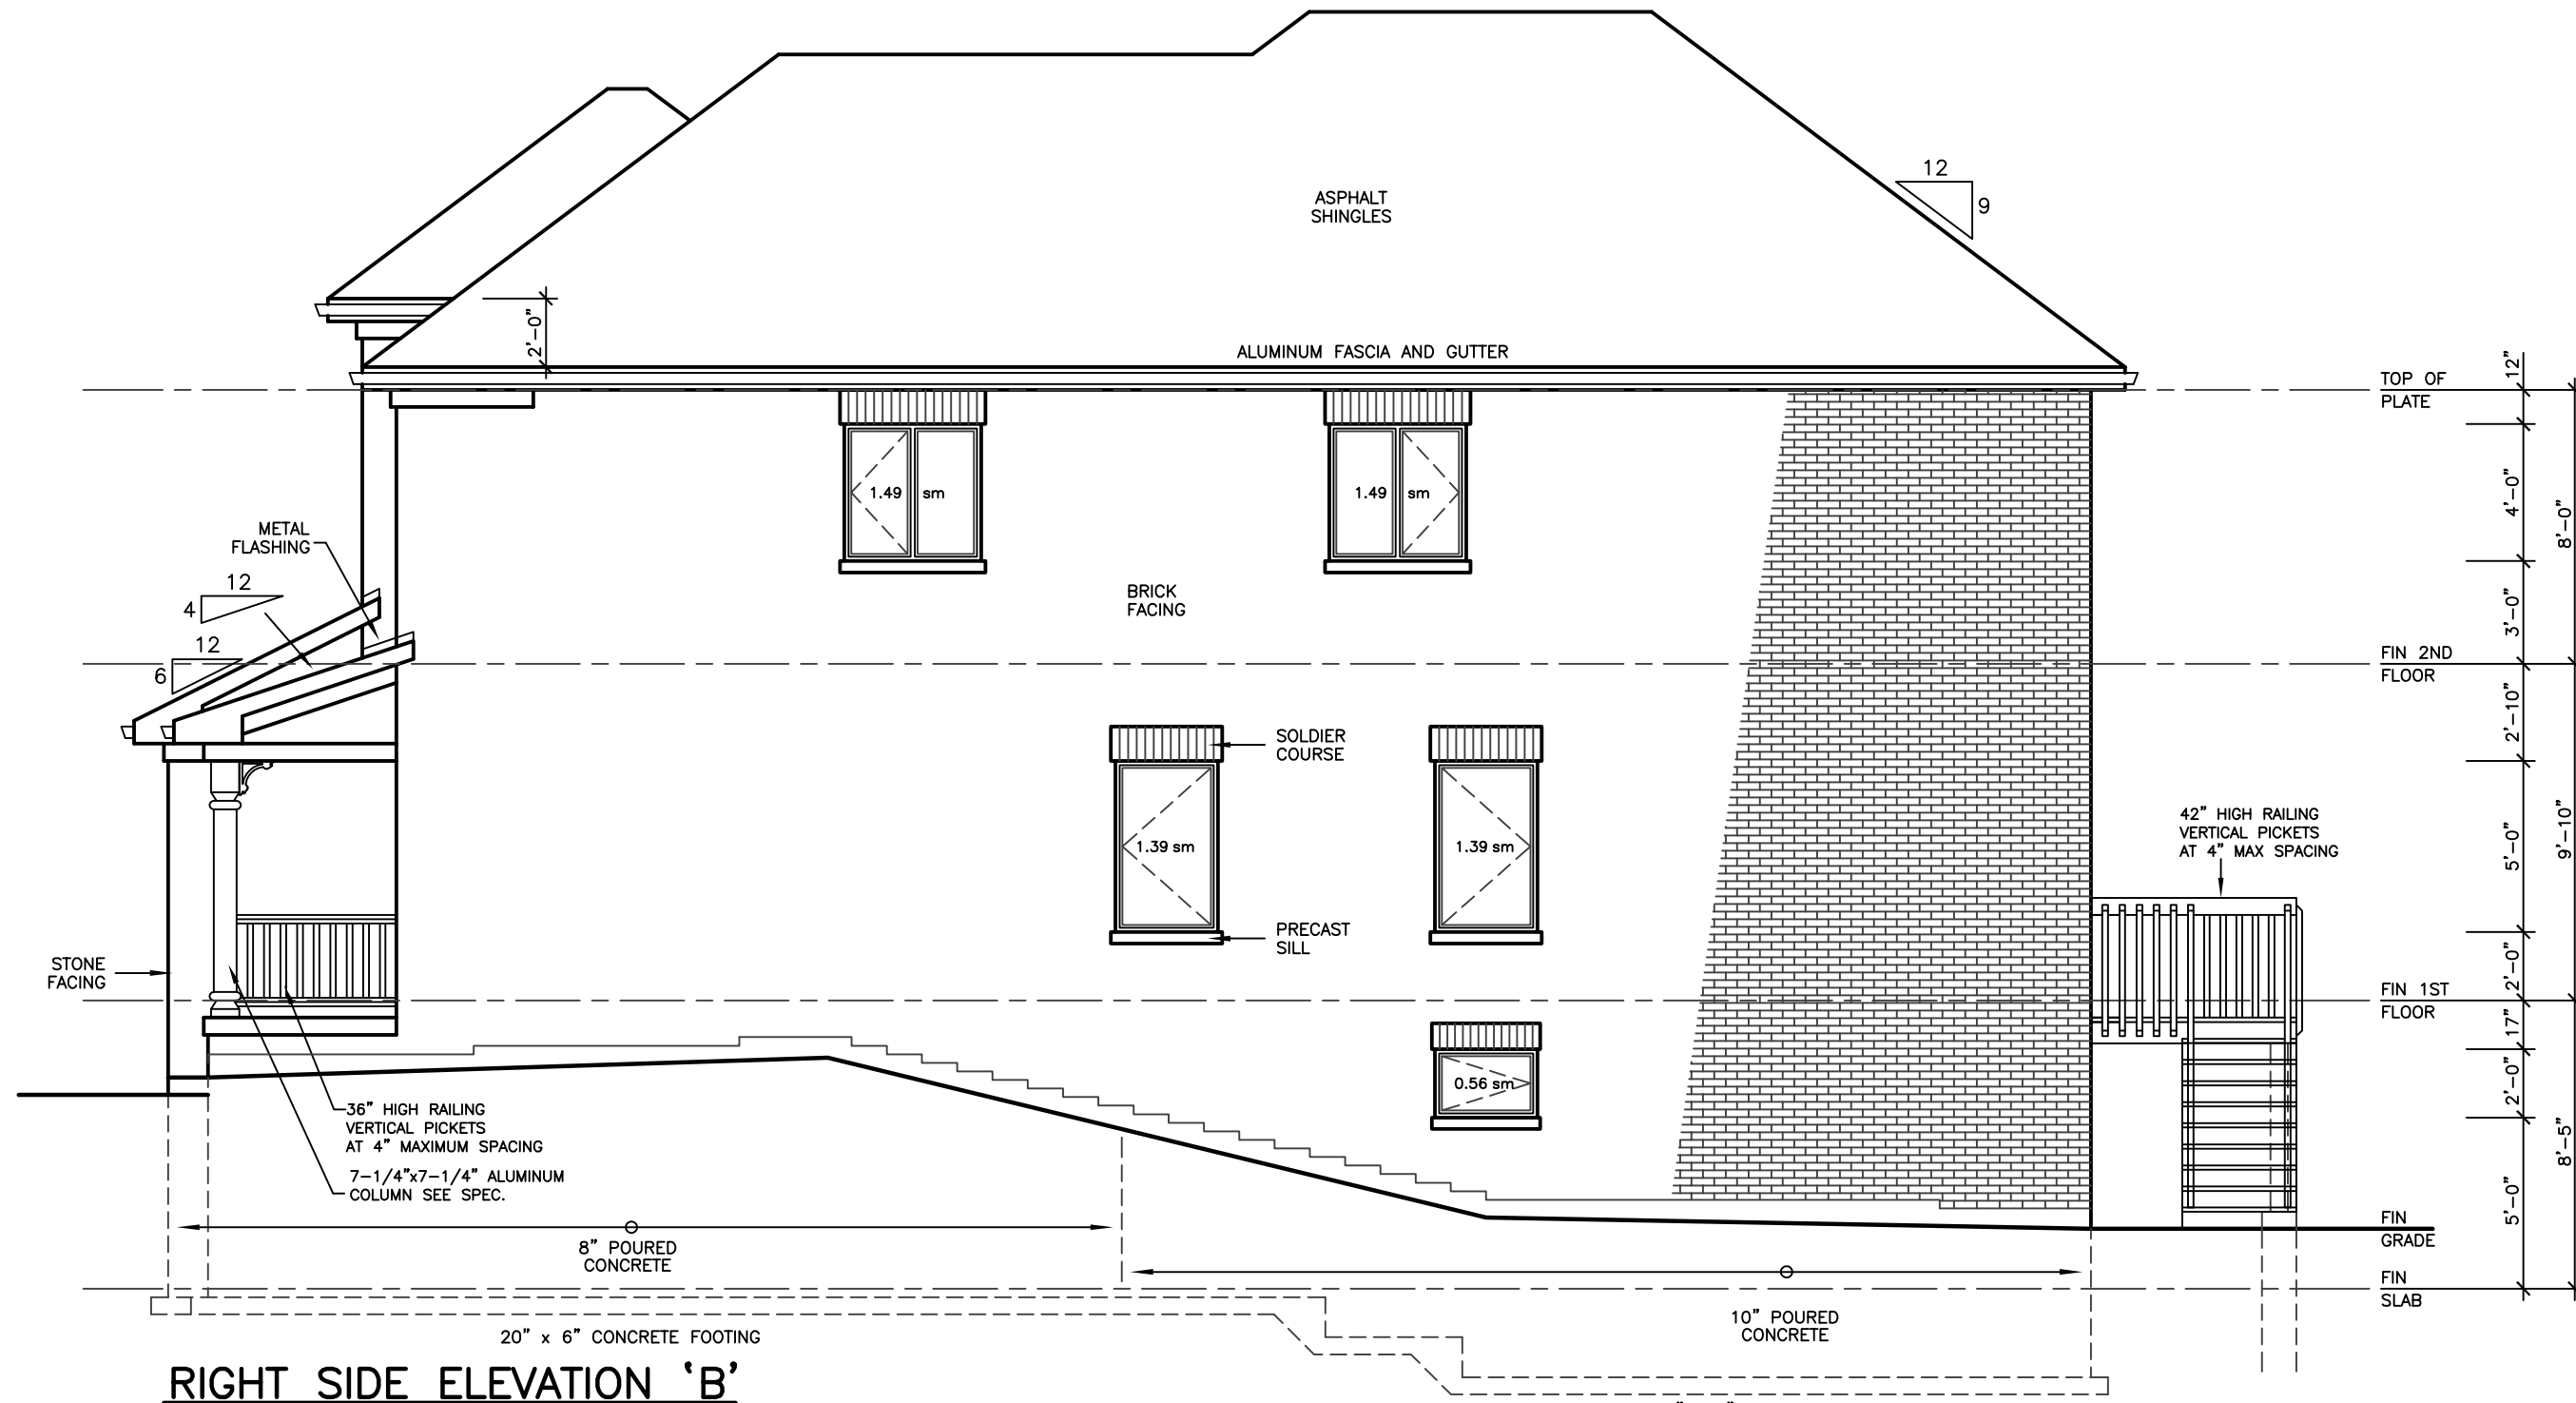 12
9
ASPHALT
SHINGLES
2'-0"
ALUMINUM FASCIA AND GUTTER
12"
TOP OF
PLATE
1.49 sm
1.49 sm
4'-0"
8'-0"
METAL
FLASHING
12
4
BRICK
FACING
3'-0"
12
6
FIN 2ND
FLOOR
SOLDIER
COURSE
2'-10"
42" HIGH RAILING
VERTICAL PICKETS
AT 4" MAX SPACING
1.39 sm
1.39 sm
5'-0"
9'-10"
PRECAST
SILL
STONE
FACING
2'-0"
FIN 1ST
FLOOR
17"
0.56 sm
2'-0"
36" HIGH RAILING
VERTICAL PICKETS
AT 4" MAXIMUM SPACING
7-1/4"x7-1/4" ALUMINUM
COLUMN SEE SPEC.
8'-5"
5'-0"
FIN
GRADE
8" POURED
CONCRETE
FIN
SLAB
10" POURED
CONCRETE
20" x 6" CONCRETE FOOTING
RIGHT SIDE ELEVATION 'B'